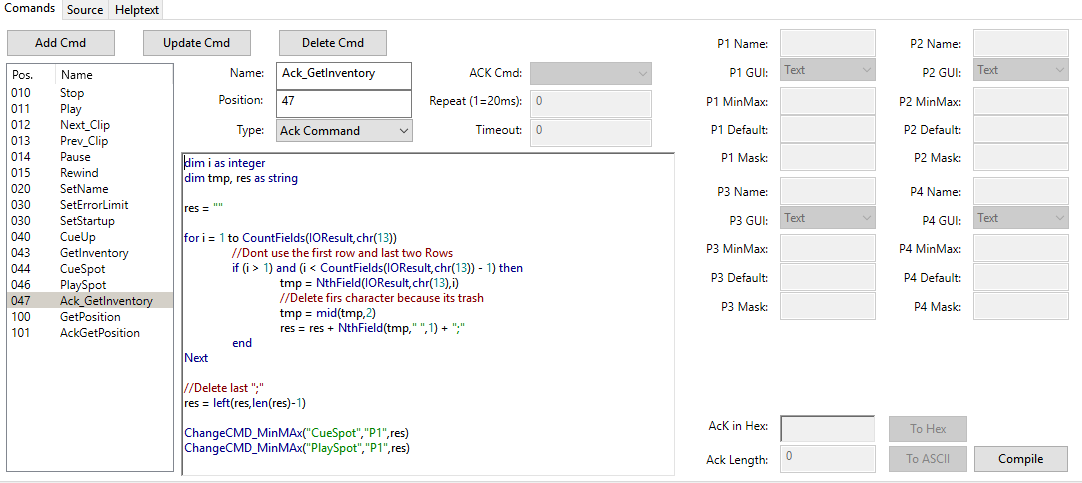 Comands Source Helptext
Add Cmd Update Cmd Delete Cmd
Pos. Name
010 Stop
011 Play
012 Next_Clip
013 Prev_Clip
014 Pause
015 Rewind
020 SetName
030 SetErrorLimit
030 SetStartup
040 CueUp
043 GetInventory
044 CueSpot
046 PlaySpot
047 Ack_GetInventory
100 GetPosition
101 AckGetPosition
Name: Ack_GetInventory ACK Cmd:
Position: 47 Repeat (1=20ms): 0
Type: Ack Command Timeout: 0
dim i as integer
dim tmp, res as string
res = ""
for i = 1 to CountFields(IOResult,chr(13))
//Dont use the first row and last two Rows
if (i > 1) and (i < CountFields(IOResult,chr(13)) - 1) then
tmp = NthField(IOResult,chr(13),i)
//Delete firs character because its trash
tmp = mid(tmp,2)
res = res + NthField(tmp," ",1) + ";"
end
Next
//Delete last ";"
res = left(res,len(res)-1)
ChangeCMD_MinMAx("CueSpot","P1",res)
ChangeCMD_MinMAx("PlaySpot","P1",res)
P1 Name: P2 Name:
P1 GUI: Text P2 GUI: Text
P1 MinMax: P2 MinMax:
P1 Default: P2 Default:
P1 Mask: P2 Mask:
P3 Name: P4 Name:
P3 GUI: Text P4 GUI: Text
P3 MinMax: P4 MinMax:
P3 Default: P4 Default:
P3 Mask: P4 Mask:
AcK in Hex: To Hex
Ack Length: 0 To ASCII Compile